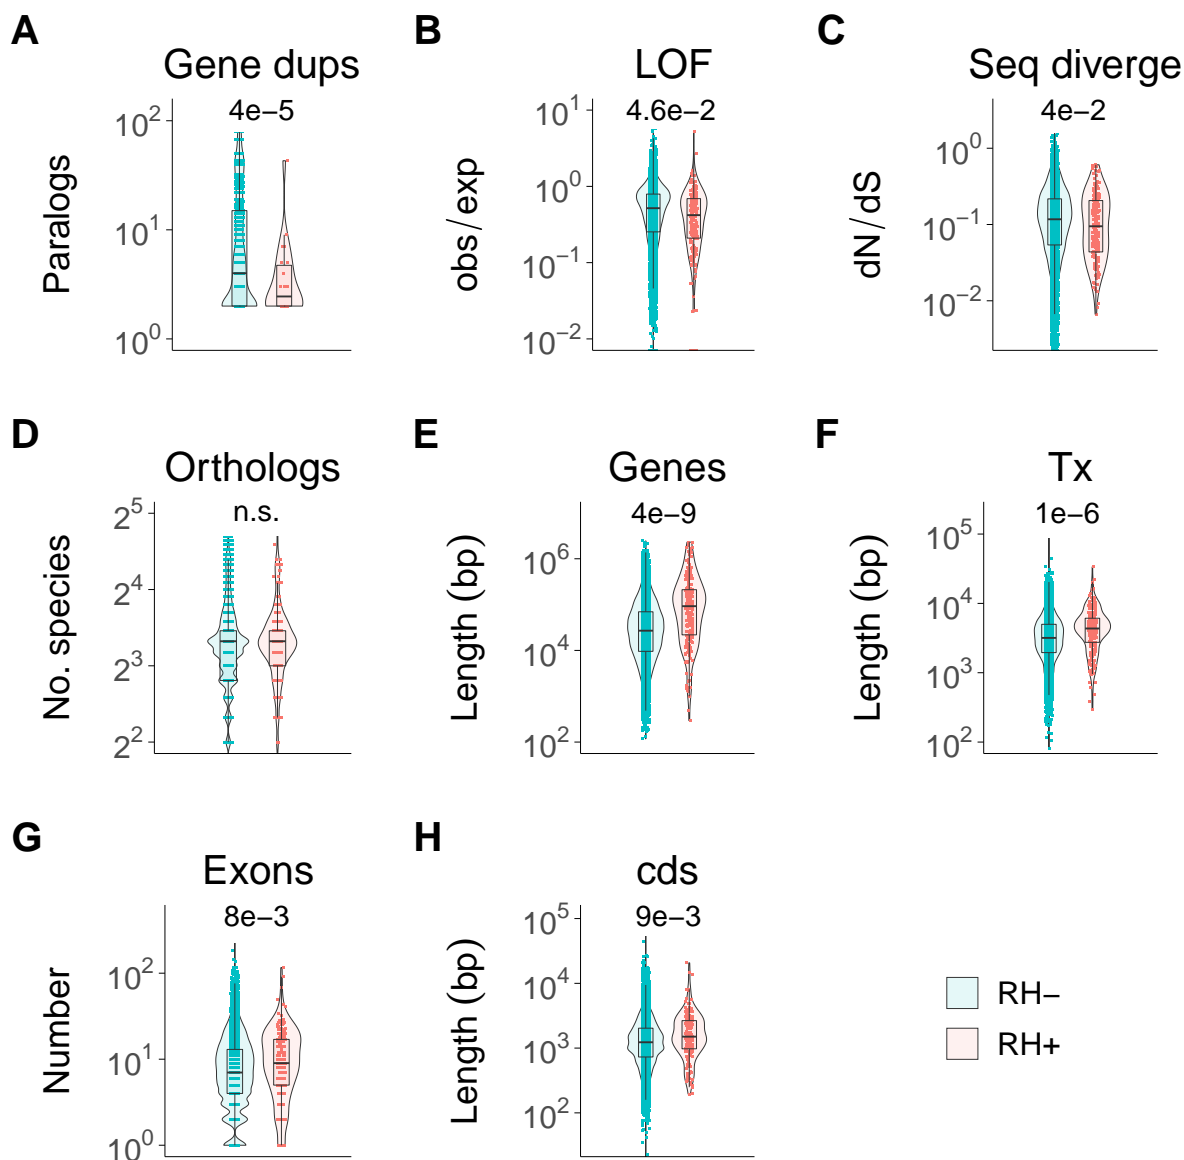 A
Gene dups
4e−5
Paralogs
10²
10¹
10⁰
B
LOF
4.6e−2
obs/exp
10¹
10⁰
10⁻¹
10⁻²
C
Seq diverge
4e−2
dN/dS
10⁰
10⁻¹
10⁻²
D
Orthologs
n.s.
No. species
2⁵
2⁴
2³
2²
E
Genes
4e−9
Length (bp)
10⁶
10⁴
10²
F
Tx
1e−6
Length (bp)
10⁵
10⁴
10³
10²
G
Exons
8e−3
Number
10²
10¹
10⁰
H
cds
9e−3
Length (bp)
10⁵
10⁴
10³
10²
RH−
RH+